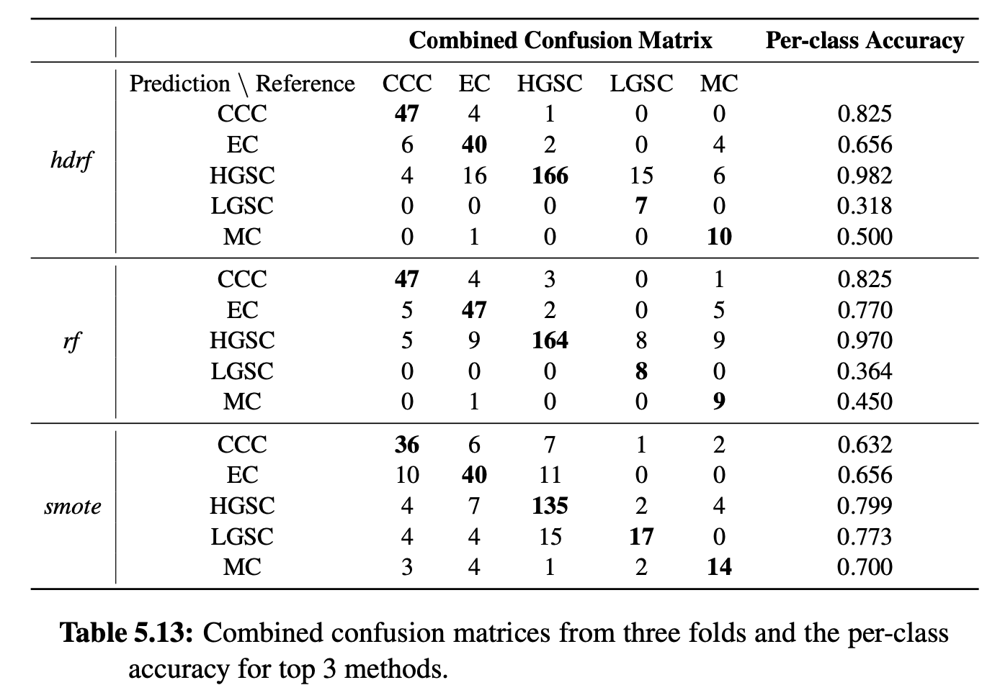 Combined Confusion Matrix Per-class Accuracy
Prediction \ Reference CCC EC HGSC LGSC MC
CCC 47 4 1 0 0 0.825
EC 6 40 2 0 4 0.656
hdrf HGSC 4 16 166 15 6 0.982
LGSC 0 0 0 7 0 0.318
MC 0 1 0 0 10 0.500
CCC 47 4 3 0 1 0.825
EC 5 47 2 0 5 0.770
rf HGSC 5 9 164 8 9 0.970
LGSC 0 0 0 8 0 0.364
MC 0 1 0 0 9 0.450
CCC 36 6 7 1 2 0.632
EC 10 40 11 0 0 0.656
smote HGSC 4 7 135 2 4 0.799
LGSC 4 4 15 17 0 0.773
MC 3 4 1 2 14 0.700
Table 5.13: Combined confusion matrices from three folds and the per-class
accuracy for top 3 methods.